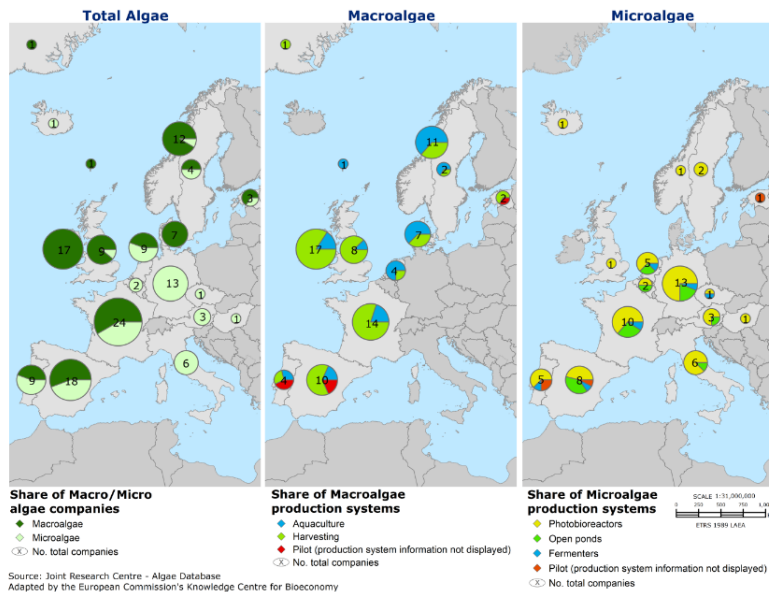 Total Algae
Macroalgae
Microalgae
1
1
12
4
1
3
17
9
9
7
2
13
1
24
3
1
6
9
18
1
11
2
1
2
17
8
7
4
14
4
10
1
1
2
1
1
5
2
13
1
10
3
1
6
5
8
Share of Macro/Micro
algae companies
Macroalgae
Microalgae
X No. total companies
Share of Macroalgae
production systems
Aquaculture
Harvesting
Pilot (production system information not displayed)
X No. total companies
Share of Microalgae
production systems
Photobioreactors
Open ponds
Fermenters
Pilot (production system information not displayed)
X No. total companies
SCALE 1:31,000,000
0 250 500 750 1,00
ETRS 1989 LAEA
Source: Joint Research Centre - Algae Database
Adapted by the European Commission's Knowledge Centre for Bioeconomy